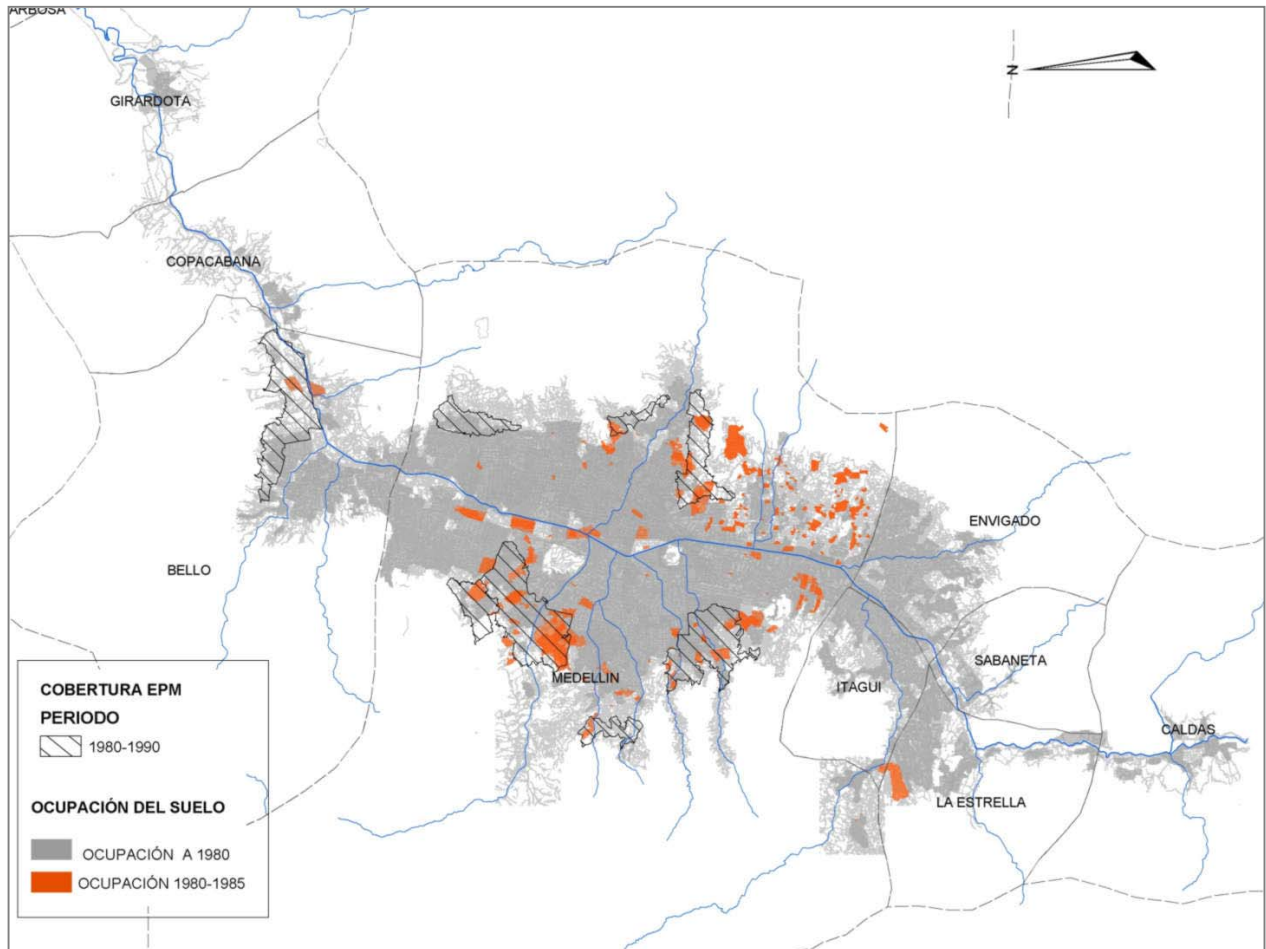 ARBOSA
GIRARDOTA
N
COPACABANA
ENVIGADO
BELLO
SABANETA
MEDELLIN
ITAGUI
CALDAS
LA ESTRELLA
COBERTURA EPM
PERIODO
1980-1990
OCUPACIÓN DEL SUELO
OCUPACIÓN A 1980
OCUPACIÓN 1980-1985